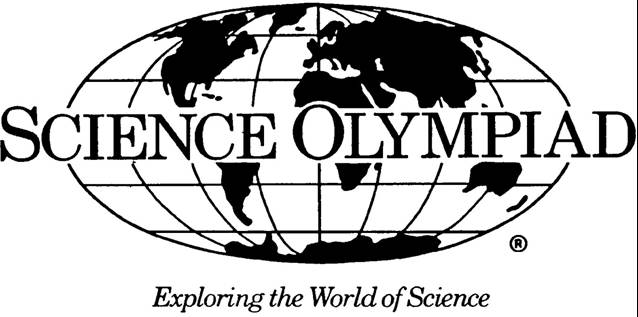 SCIENCE OLYMPIAD
®
Exploring the World of Science